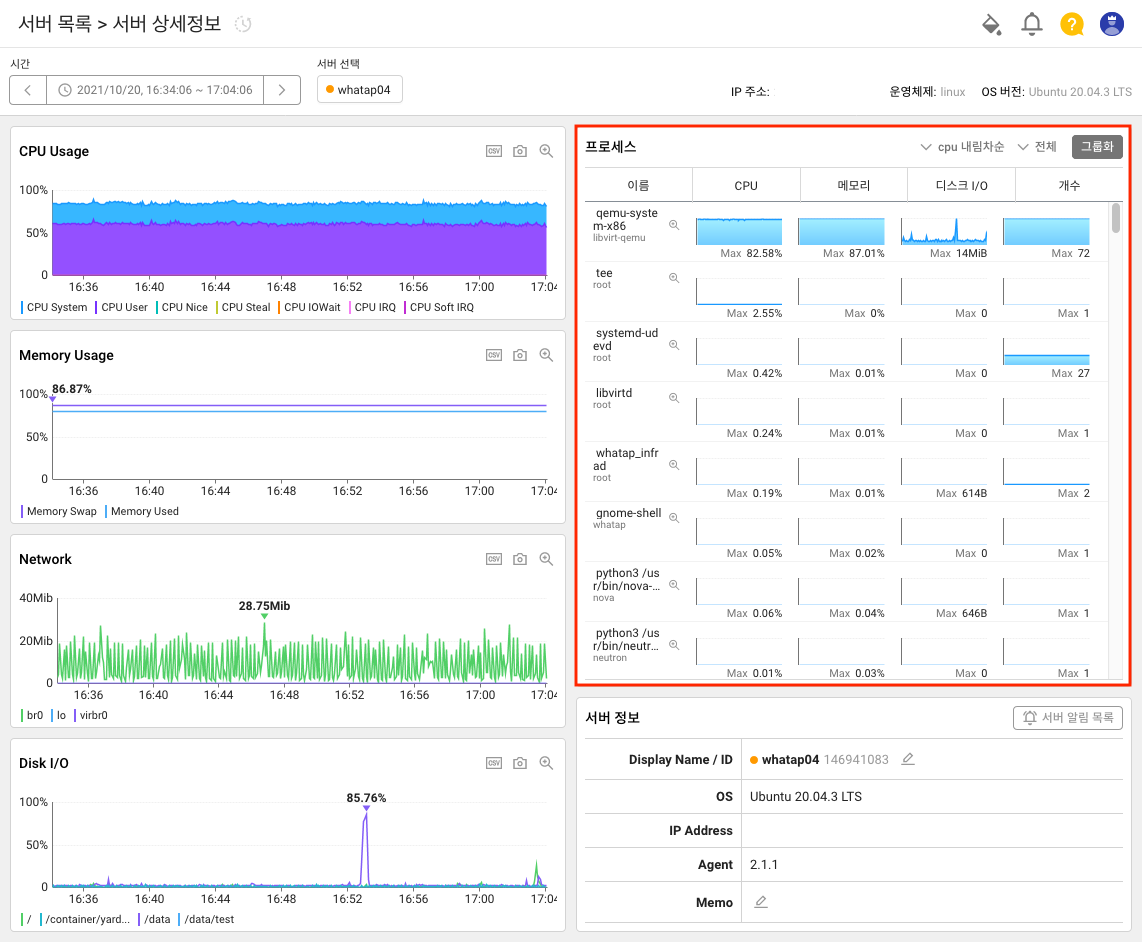 서버 목록 > 서버 상세정보
시간
2021/10/20, 16:34:06 ~ 17:04:06
서버 선택
whatap04
IP 주소:
운영체제: linux
OS 버전: Ubuntu 20.04.3 LTS
CPU Usage
CSV
100%
50%
0
16:36 16:40 16:44 16:48 16:52 16:56 17:00 17:04
CPU System CPU User CPU Nice CPU Steal CPU IOWait CPU IRQ CPU Soft IRQ
Memory Usage
CSV
86.87%
100%
50%
0
16:36 16:40 16:44 16:48 16:52 16:56 17:00 17:04
Memory Swap Memory Used
Network
CSV
40Mib
28.75Mib
20Mib
0
16:36 16:40 16:44 16:48 16:52 16:56 17:00 17:04
br0 lo virbr0
Disk I/O
CSV
100%
85.76%
50%
0
16:36 16:40 16:44 16:48 16:52 16:56 17:00 17:04
/ /container/yard... /data /data/test
프로세스
cpu 내림차순 전체 그룹화
이름 CPU 메모리 디스크 I/O 개수
qemu-syste
m-x86
libvirt-qemu
Max 82.58% Max 87.01% Max 14MiB Max 72
tee
root
Max 2.55% Max 0% Max 0 Max 1
systemd-ud
evd
root
Max 0.42% Max 0.01% Max 0 Max 27
libvirtd
root
Max 0.24% Max 0.01% Max 0 Max 1
whatap_infr
ad
root
Max 0.19% Max 0.01% Max 614B Max 2
gnome-shell
whatap
Max 0.05% Max 0.02% Max 0 Max 1
python3 /us
r/bin/nova-...
nova
Max 0.06% Max 0.04% Max 646B Max 1
python3 /us
r/bin/neutr...
neutron
Max 0.01% Max 0.03% Max 0 Max 1
서버 정보
서버 알림 목록
Display Name / ID whatap04 146941083
OS Ubuntu 20.04.3 LTS
IP Address
Agent 2.1.1
Memo